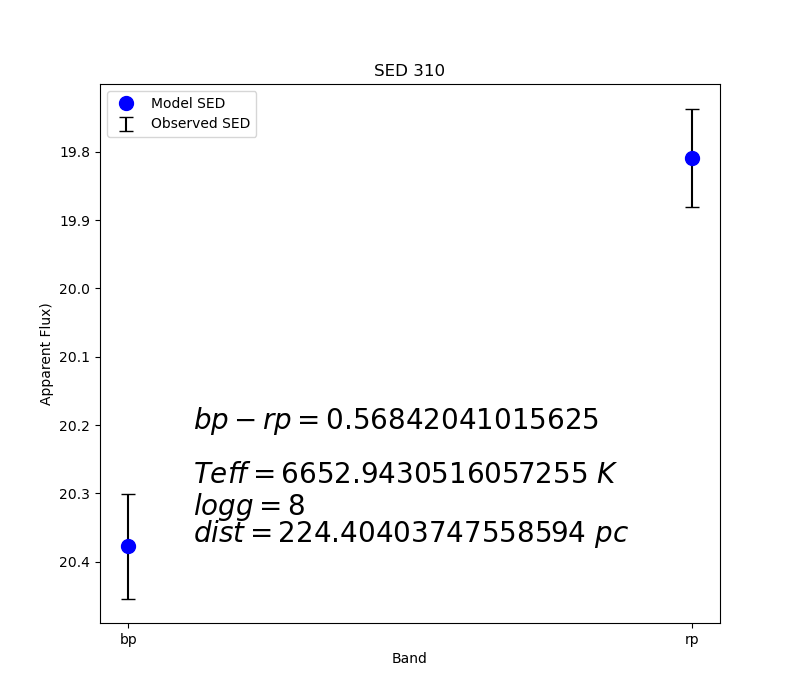 SED 310
Model SED
Observed SED
19.8
19.9
20.0
20.1
20.2
20.3
20.4
Apparent Flux)
bp − rp = 0.56842041015625
Teff = 6652.9430516057255 K
logg = 8
dist = 224.40403747558594 pc
bp
rp
Band